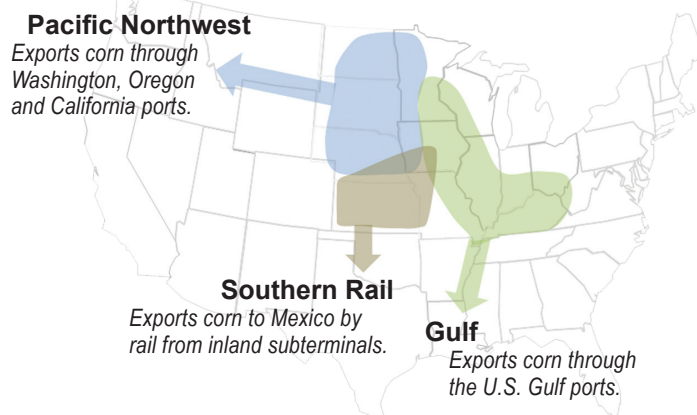 Pacific Northwest
Exports corn through
Washington, Oregon
and California ports.
Southern Rail
Exports corn to Mexico by
rail from inland subterminals.
Gulf
Exports corn through
the U.S. Gulf ports.